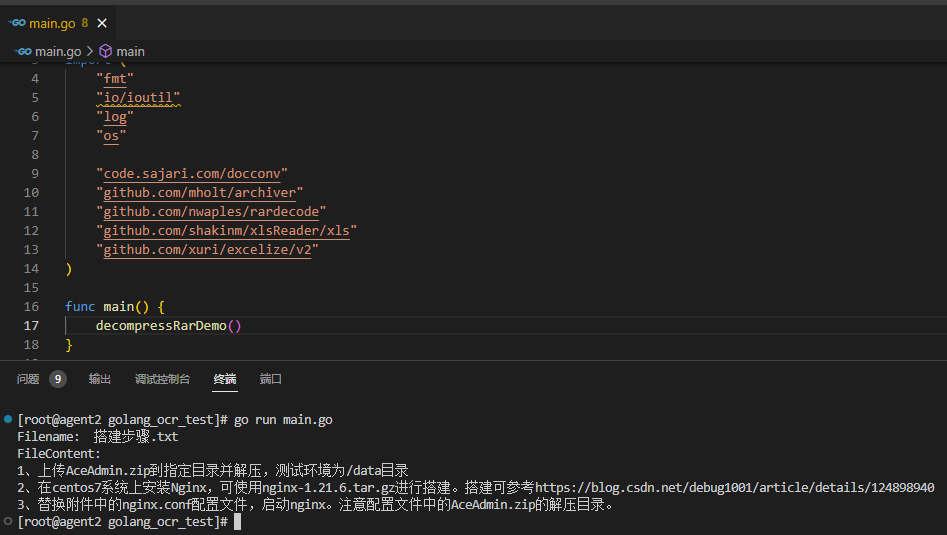 GO main.go 8 ×
GO main.go > main
3 import (
4 "fmt"
5 "io/ioutil"
6 "log"
7 "os"
8
9 "code.sajari.com/docconv"
10 "github.com/mholt/archiver"
11 "github.com/nwaples/rardecode"
12 "github.com/shakinm/xlsReader/xls"
13 "github.com/xuri/excelize/v2"
14 )
15
16 func main() {
17 decompressRarDemo()
18 }
问题 9 输出 调试控制台 终端 端口
[root@agent2 golang_ocr_test]# go run main.go
Filename: 搭建步骤.txt
FileContent:
1、上传AceAdmin.zip到指定目录并解压，测试环境为/data目录
2、在centos7系统上安装Nginx，可使用nginx-1.21.6.tar.gz进行搭建。搭建可参考https://blog.csdn.net/debug1001/article/details/124898940
3、替换附件中的nginx.conf配置文件，启动nginx。注意配置文件中的AceAdmin.zip的解压目录。
[root@agent2 golang_ocr_test]#